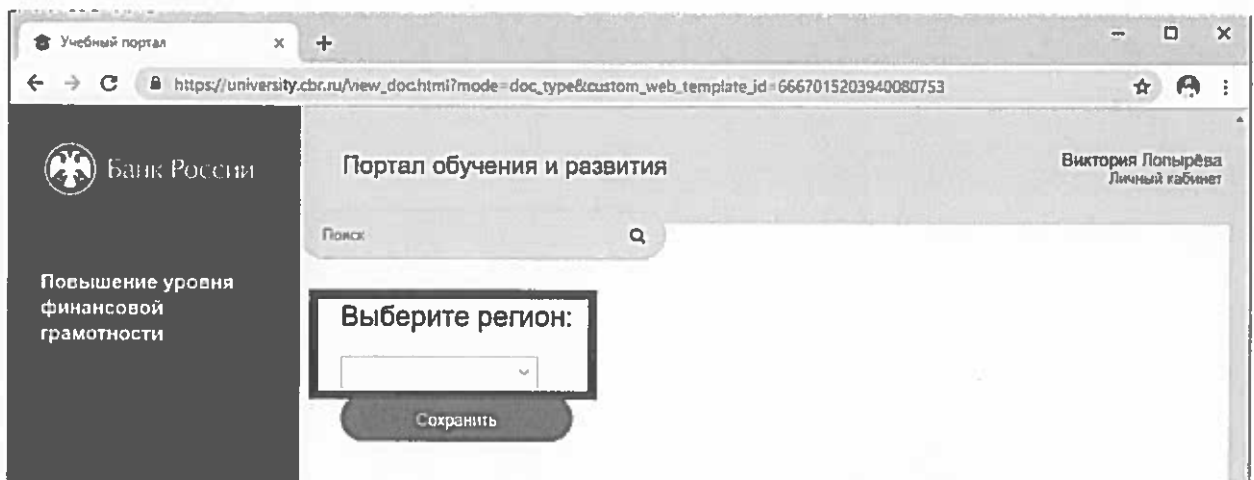 Учебный портал
https://university.cbr.ru/view_doc.html?mode=doc_type&custom_web_template_id=6667015203940080753
Банк России
Портал обучения и развития
Виктория Лопырёва
Личный кабинет
Поиск
Повышение уровня
финансовой
грамотности
Выберите регион:
Сохранить